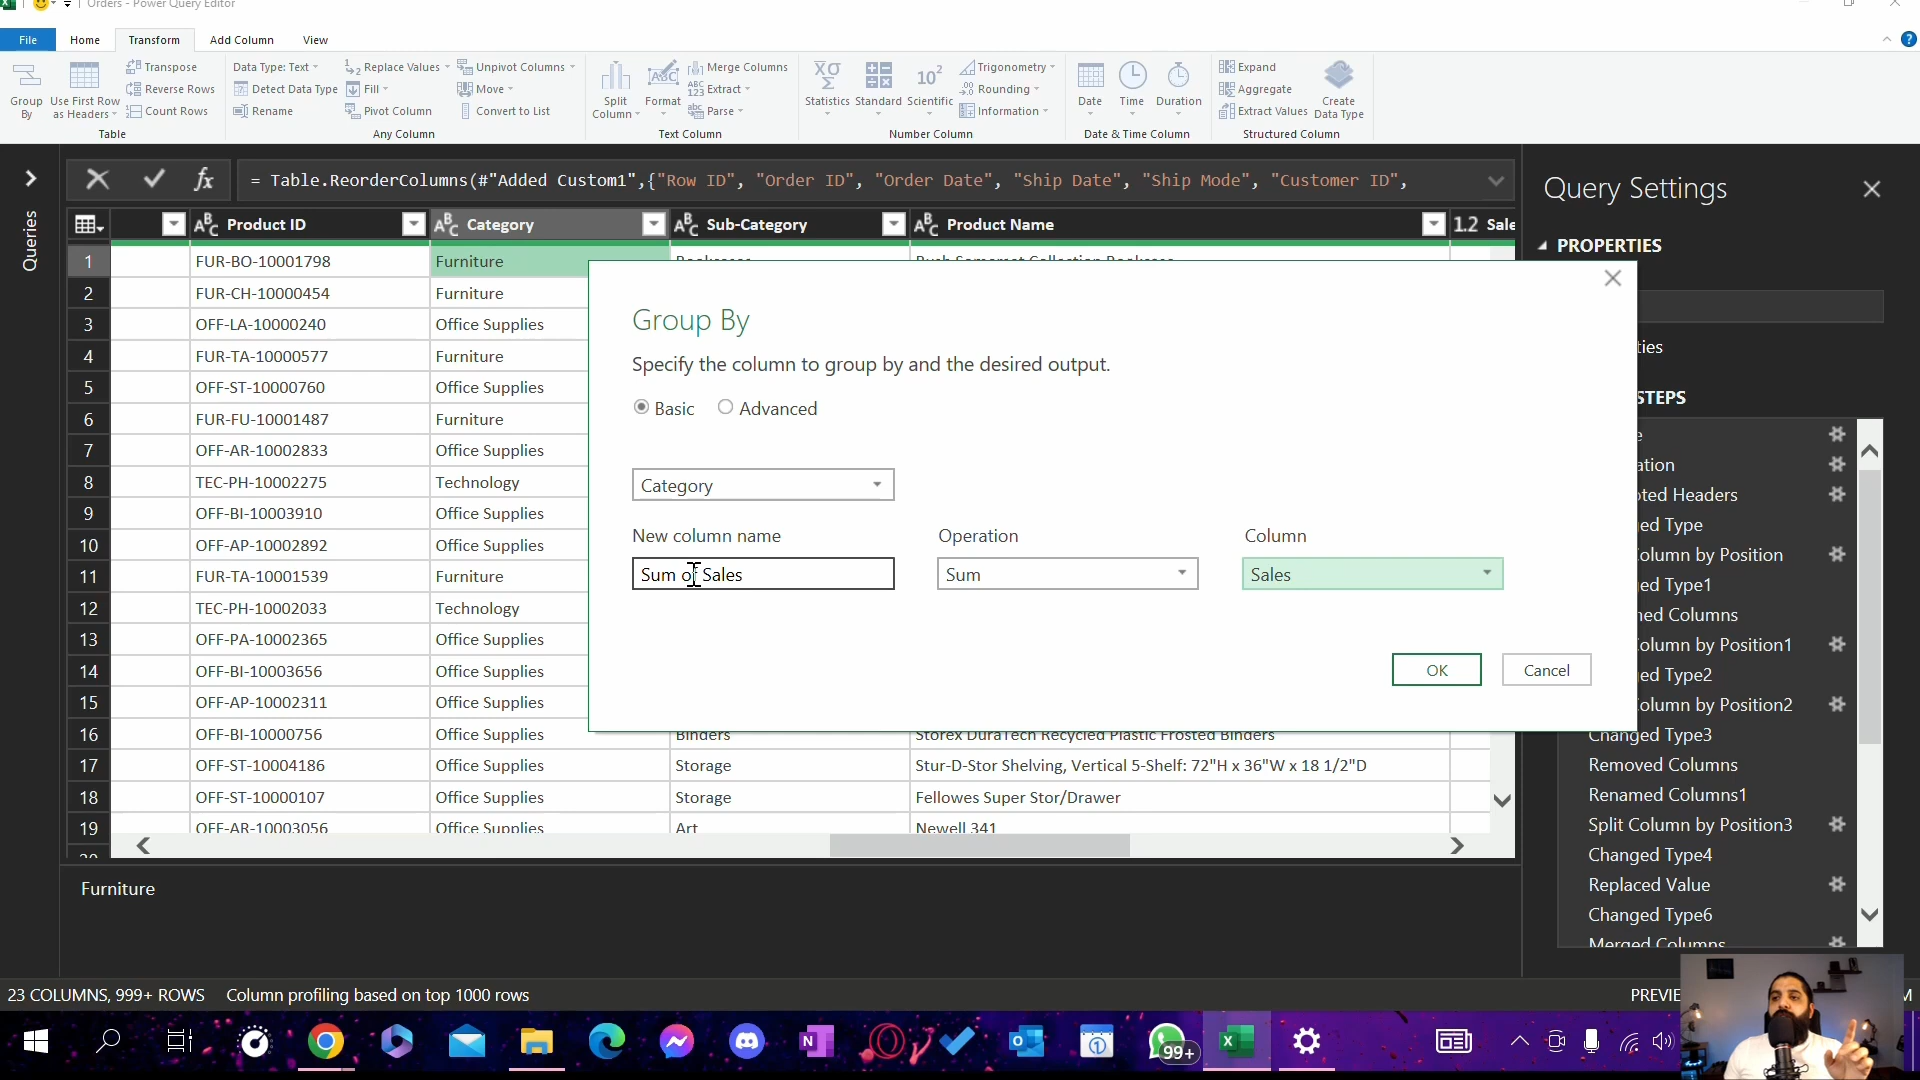 Orders - Power Query Editor
File Home Transform Add Column View
Group By
Use First Row as Headers
Transpose
Reverse Rows
Count Rows
Table
Data Type: Text
Detect Data Type
Rename
Replace Values
Fill
Pivot Column
Unpivot Columns
Move
Convert to List
Any Column
Split Column
Format
ABC
Merge Columns
Extract
Parse
Text Column
Statistics
Standard
10² Scientific
Trigonometry
Rounding
Information
Number Column
Date
Time
Duration
Date & Time Column
Expand
Aggregate
Extract Values
Create Data Type
Structured Column
Queries
fx = Table.ReorderColumns(#"Added Custom1",{"Row ID", "Order ID", "Order Date", "Ship Date", "Ship Mode", "Customer ID",
Product ID Category Sub-Category Product Name 1.2
1 FUR-BO-10001798 Furniture
2 FUR-CH-10000454 Furniture
3 OFF-LA-10000240 Office Supplies
4 FUR-TA-10000577 Furniture
5 OFF-ST-10000760 Office Supplies
6 FUR-FU-10001487 Furniture
7 OFF-AR-10002833 Office Supplies
8 TEC-PH-10002275 Technology
9 OFF-BI-10003910 Office Supplies
10 OFF-AP-10002892 Office Supplies
11 FUR-TA-10001539 Furniture
12 TEC-PH-10002033 Technology
13 OFF-PA-10002365 Office Supplies
14 OFF-BI-10003656 Office Supplies
15 OFF-AP-10002311 Office Supplies
16 OFF-BI-10000756 Office Supplies Binders Storex DuraTech Recycled Plastic Frosted Binders
17 OFF-ST-10004186 Office Supplies Storage Stur-D-Stor Shelving, Vertical 5-Shelf: 72"H x 36"W x 18 1/2"D
18 OFF-ST-10000107 Office Supplies Storage Fellowes Super Stor/Drawer
19 OFF-AR-10003056 Office Supplies Art Newell 341
Group By
Specify the column to group by and the desired output.
Basic Advanced
Category
New column name Operation Column
Sum of Sales Sum Sales
OK Cancel
Query Settings
PROPERTIES
STEPS
Headers
Column by Position
Columns
Column by Position1
Column by Position2
Changed Type3
Removed Columns
Renamed Columns1
Split Column by Position3
Changed Type4
Replaced Value
Changed Type6
Merged Columns
Furniture
23 COLUMNS, 999+ ROWS Column profiling based on top 1000 rows
99+